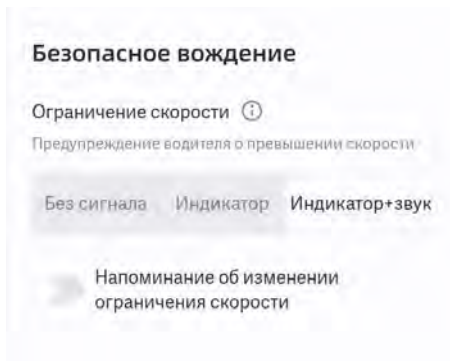 Безопасное вождение
Ограничение скорости
Предупреждение водителя о превышении скорости
Без сигнала Индикатор Индикатор+звук
Напоминание об изменении
ограничения скорости